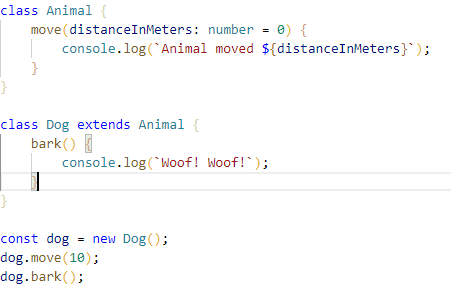 class Animal {
    move(distanceInMeters: number = 0) {
        console.log(`Animal moved ${distanceInMeters}`);
    }
}

class Dog extends Animal {
    bark() {
        console.log(`Woof! Woof!`);
    }
}

const dog = new Dog();
dog.move(10);
dog.bark();